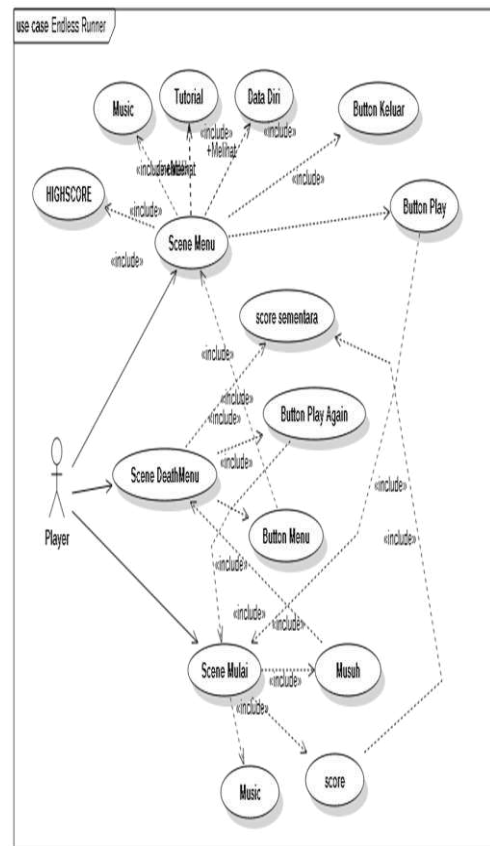 use case Endless Runner
Music
Tutorial
Data Diri
Button Keluar
«include»
«include»
+Melihat
«include»
HIGHSCORE
«include»
«include»
Button Play
Scene Menu
«include»
«include»
score sementara
«include»
«include»
«include»
Button Play Again
«include»
Scene DeathMenu
«include»
«include»
Player
Button Menu
«include»
«include»
«include»
Scene Mulai
«include»
Musuh
«include»
Music
score